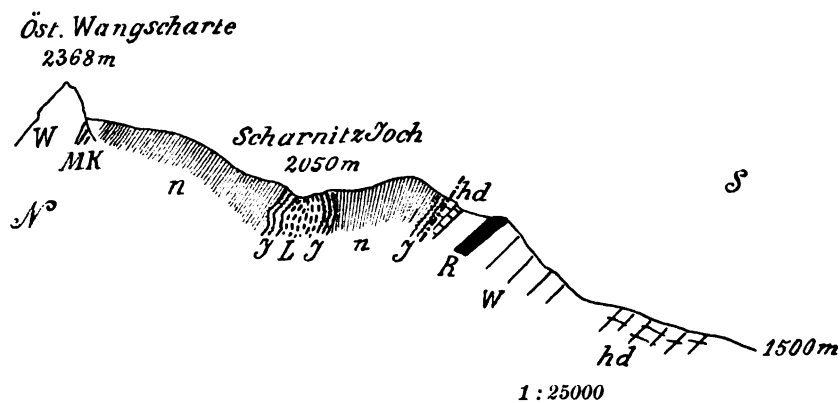 Öst. Wangscharte
2368 m
Scharnitz Joch
2050 m
hd
S
W
MK
n
N
J L J
n
J
R
W
hd
1500 m
1 : 25000